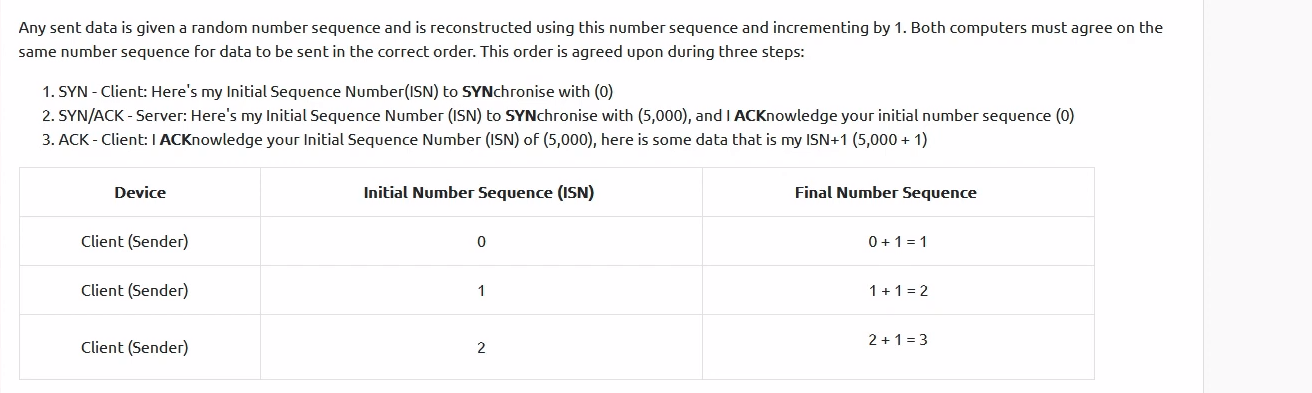 Any sent data is given a random number sequence and is reconstructed using this number sequence and incrementing by 1. Both computers must agree on the
same number sequence for data to be sent in the correct order. This order is agreed upon during three steps:
1. SYN - Client: Here's my Initial Sequence Number(ISN) to SYNchronise with (0)
2. SYN/ACK - Server: Here's my Initial Sequence Number (ISN) to SYNchronise with (5,000), and I ACKnowledge your initial number sequence (0)
3. ACK - Client: I ACKnowledge your Initial Sequence Number (ISN) of (5,000), here is some data that is my ISN+1 (5,000 + 1)
Device Initial Number Sequence (ISN) Final Number Sequence
Client (Sender) 0 0 + 1 = 1
Client (Sender) 1 1 + 1 = 2
Client (Sender) 2 2 + 1 = 3